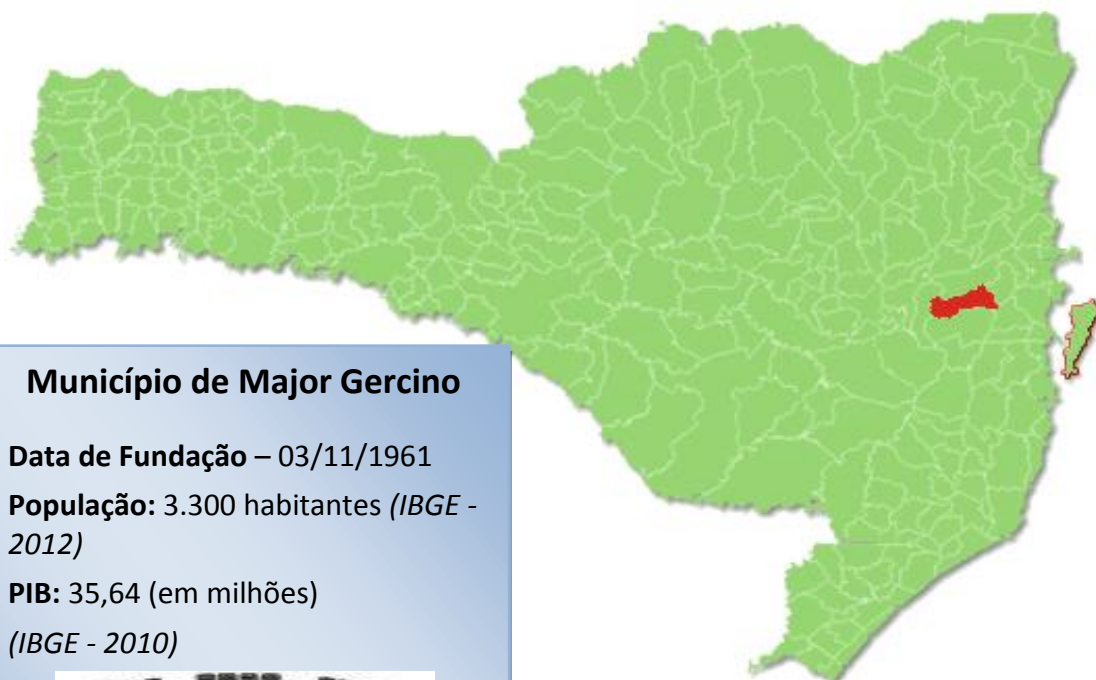 Município de Major Gercino
Data de Fundação – 03/11/1961
População: 3.300 habitantes (IBGE -
2012)
PIB: 35,64 (em milhões)
(IBGE - 2010)